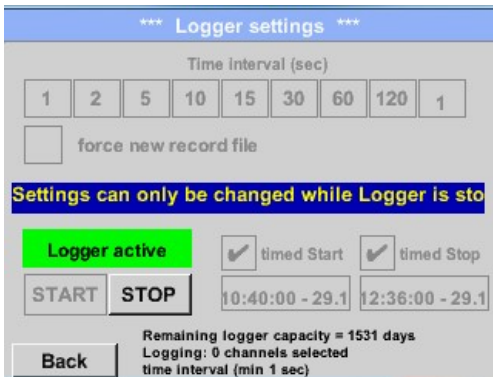 *** Logger settings ***
Time interval (sec)
1 2 5 10 15 30 60 120 1
force new record file
Settings can only be changed while Logger is sto
Logger active
timed Start timed Stop
START STOP 10:40:00 - 29.1 12:36:00 - 29.1
Remaining logger capacity = 1531 days
Logging: 0 channels selected
time interval (min 1 sec)
Back